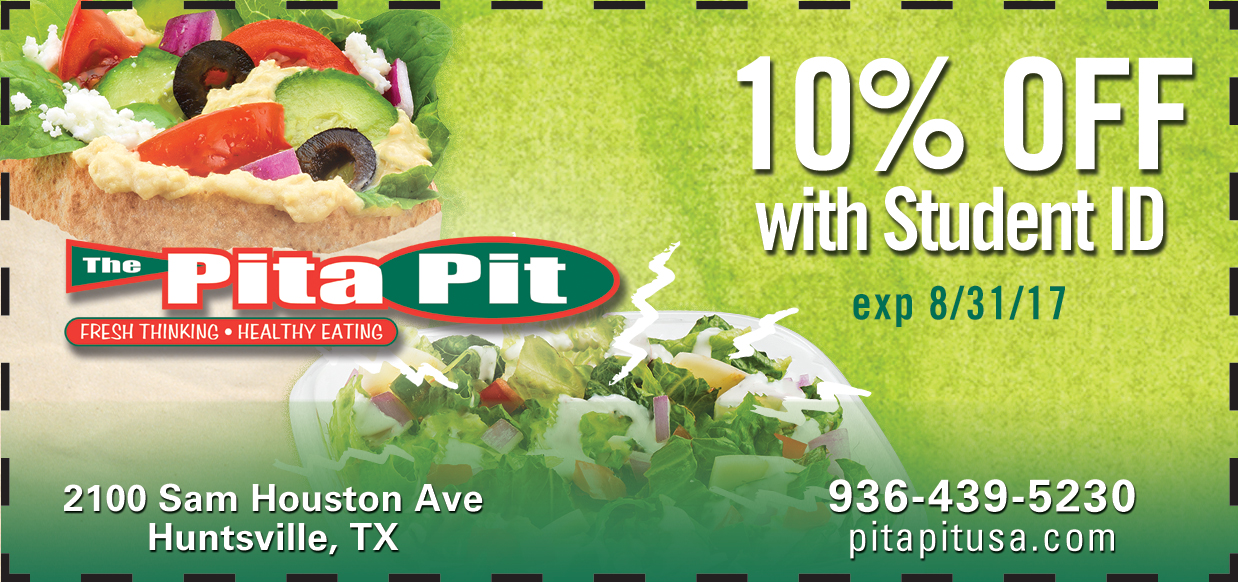 10% OFF
with Student ID
exp 8/31/17
The Pita Pit
FRESH THINKING • HEALTHY EATING
2100 Sam Houston Ave
Huntsville, TX
936-439-5230
pitapitusa.com